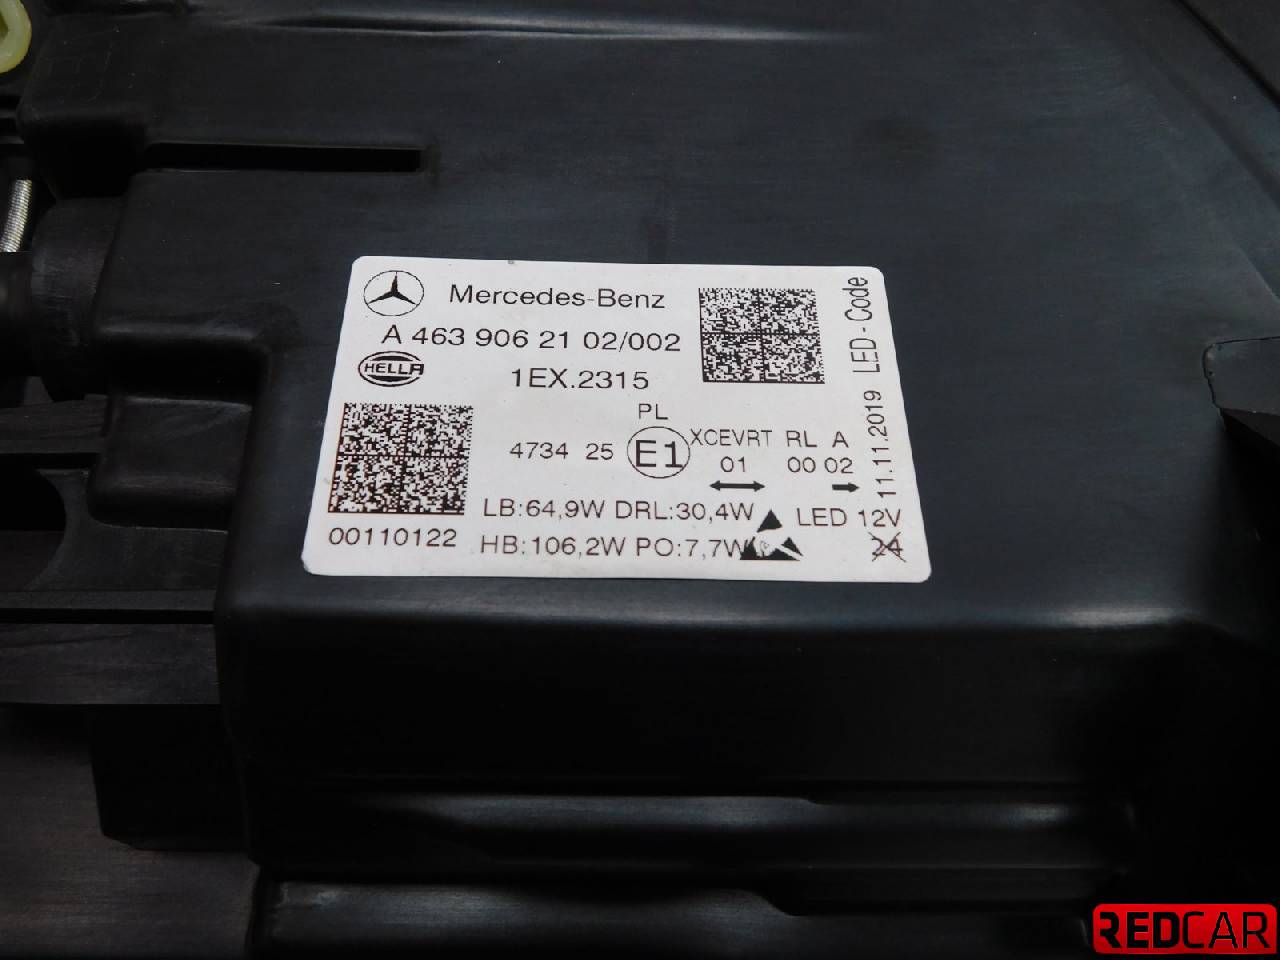 Mercedes-Benz
A 463 906 21 02/002
HELLA
1EX.2315
PL
4734 25 E1 XCEVRT RL A
01 00 02
LB:64,9W DRL:30,4W LED 12V
HB:106,2W PO:7,7W 24
00110122
11.11.2019 LED-Code
REDCAR